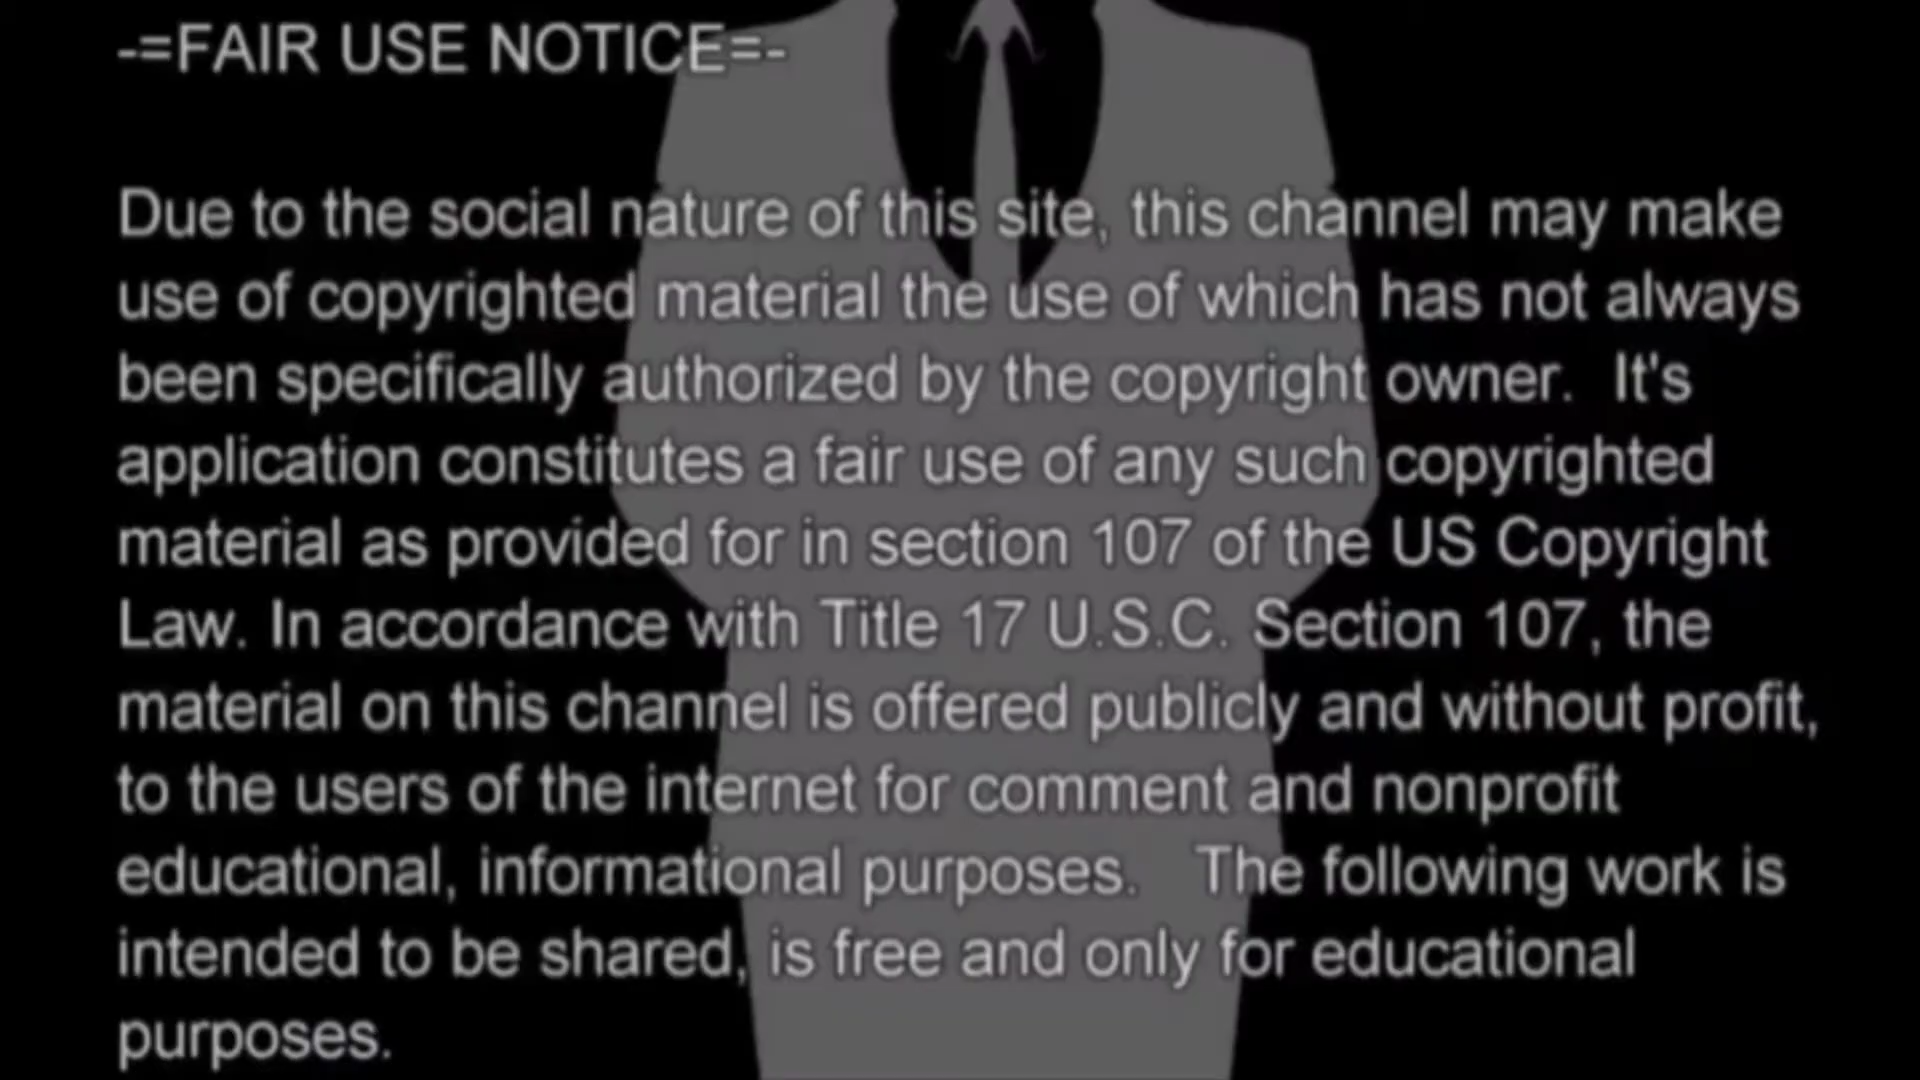 -=FAIR USE NOTICE=-
Due to the social nature of this site, this channel may make
use of copyrighted material the use of which has not always
been specifically authorized by the copyright owner.  It's
application constitutes a fair use of any such copyrighted
material as provided for in section 107 of the US Copyright
Law. In accordance with Title 17 U.S.C. Section 107, the
material on this channel is offered publicly and without profit,
to the users of the internet for comment and nonprofit
educational, informational purposes.   The following work is
intended to be shared, is free and only for educational
purposes.